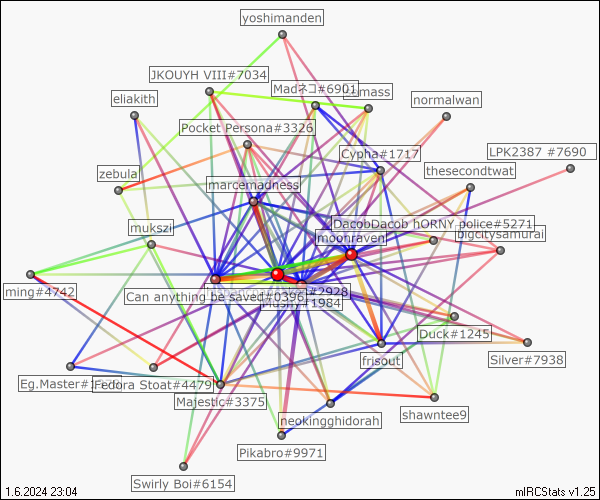 yoshimanden
JKOUYH VIII#7034
Madネコ#6901
mass
eliakith
normalwan
Pocket Persona#3326
Cypha#1717
LPK2387 #7690
zebula
thesecondtwat
marcemadness
DacobDacob hORNY police#5271
mukszi
moonraven
bigcitysamurai
ming#4742
Can anything be saved#0396
#2928
#1984
Duck#1245
Silver#7938
frisout
Eg.Master#
Fedora Stoat#4479
Majestic#3375
shawntee9
neokingghidorah
Pikabro#9971
Swirly Boi#6154
1.6.2024 23:04
mIRCStats v1.25